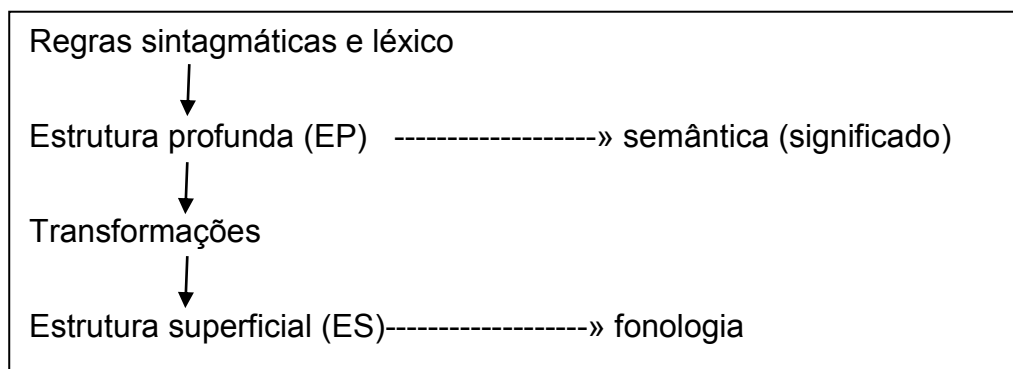 Regras sintagmáticas e léxico
Estrutura profunda (EP) -------------------» semântica (significado)
Transformações
Estrutura superficial (ES)-------------------» fonologia